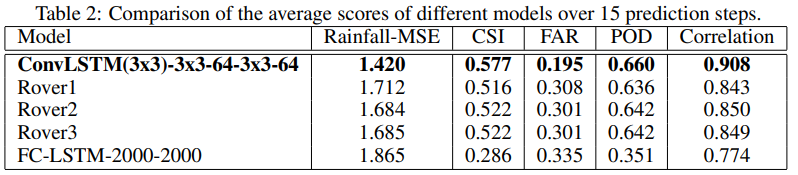 Table 2: Comparison of the average scores of different models over 15 prediction steps.
Model Rainfall-MSE CSI FAR POD Correlation
ConvLSTM(3x3)-3x3-64-3x3-64 1.420 0.577 0.195 0.660 0.908
Rover1 1.712 0.516 0.308 0.636 0.843
Rover2 1.684 0.522 0.301 0.642 0.850
Rover3 1.685 0.522 0.301 0.642 0.849
FC-LSTM-2000-2000 1.865 0.286 0.335 0.351 0.774